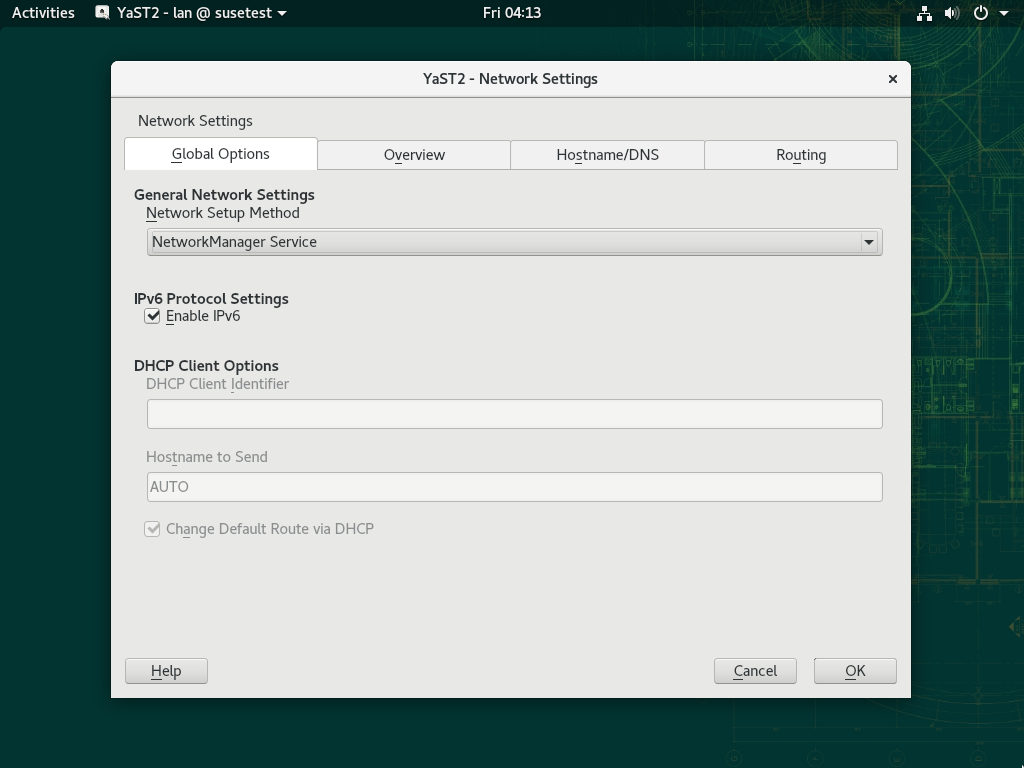 Activities YaST2 - lan @ susetest Fri 04:13
YaST2 - Network Settings
Network Settings
Global Options Overview Hostname/DNS Routing
General Network Settings
Network Setup Method
NetworkManager Service
IPv6 Protocol Settings
Enable IPv6
DHCP Client Options
DHCP Client Identifier
Hostname to Send
AUTO
Change Default Route via DHCP
Help Cancel OK